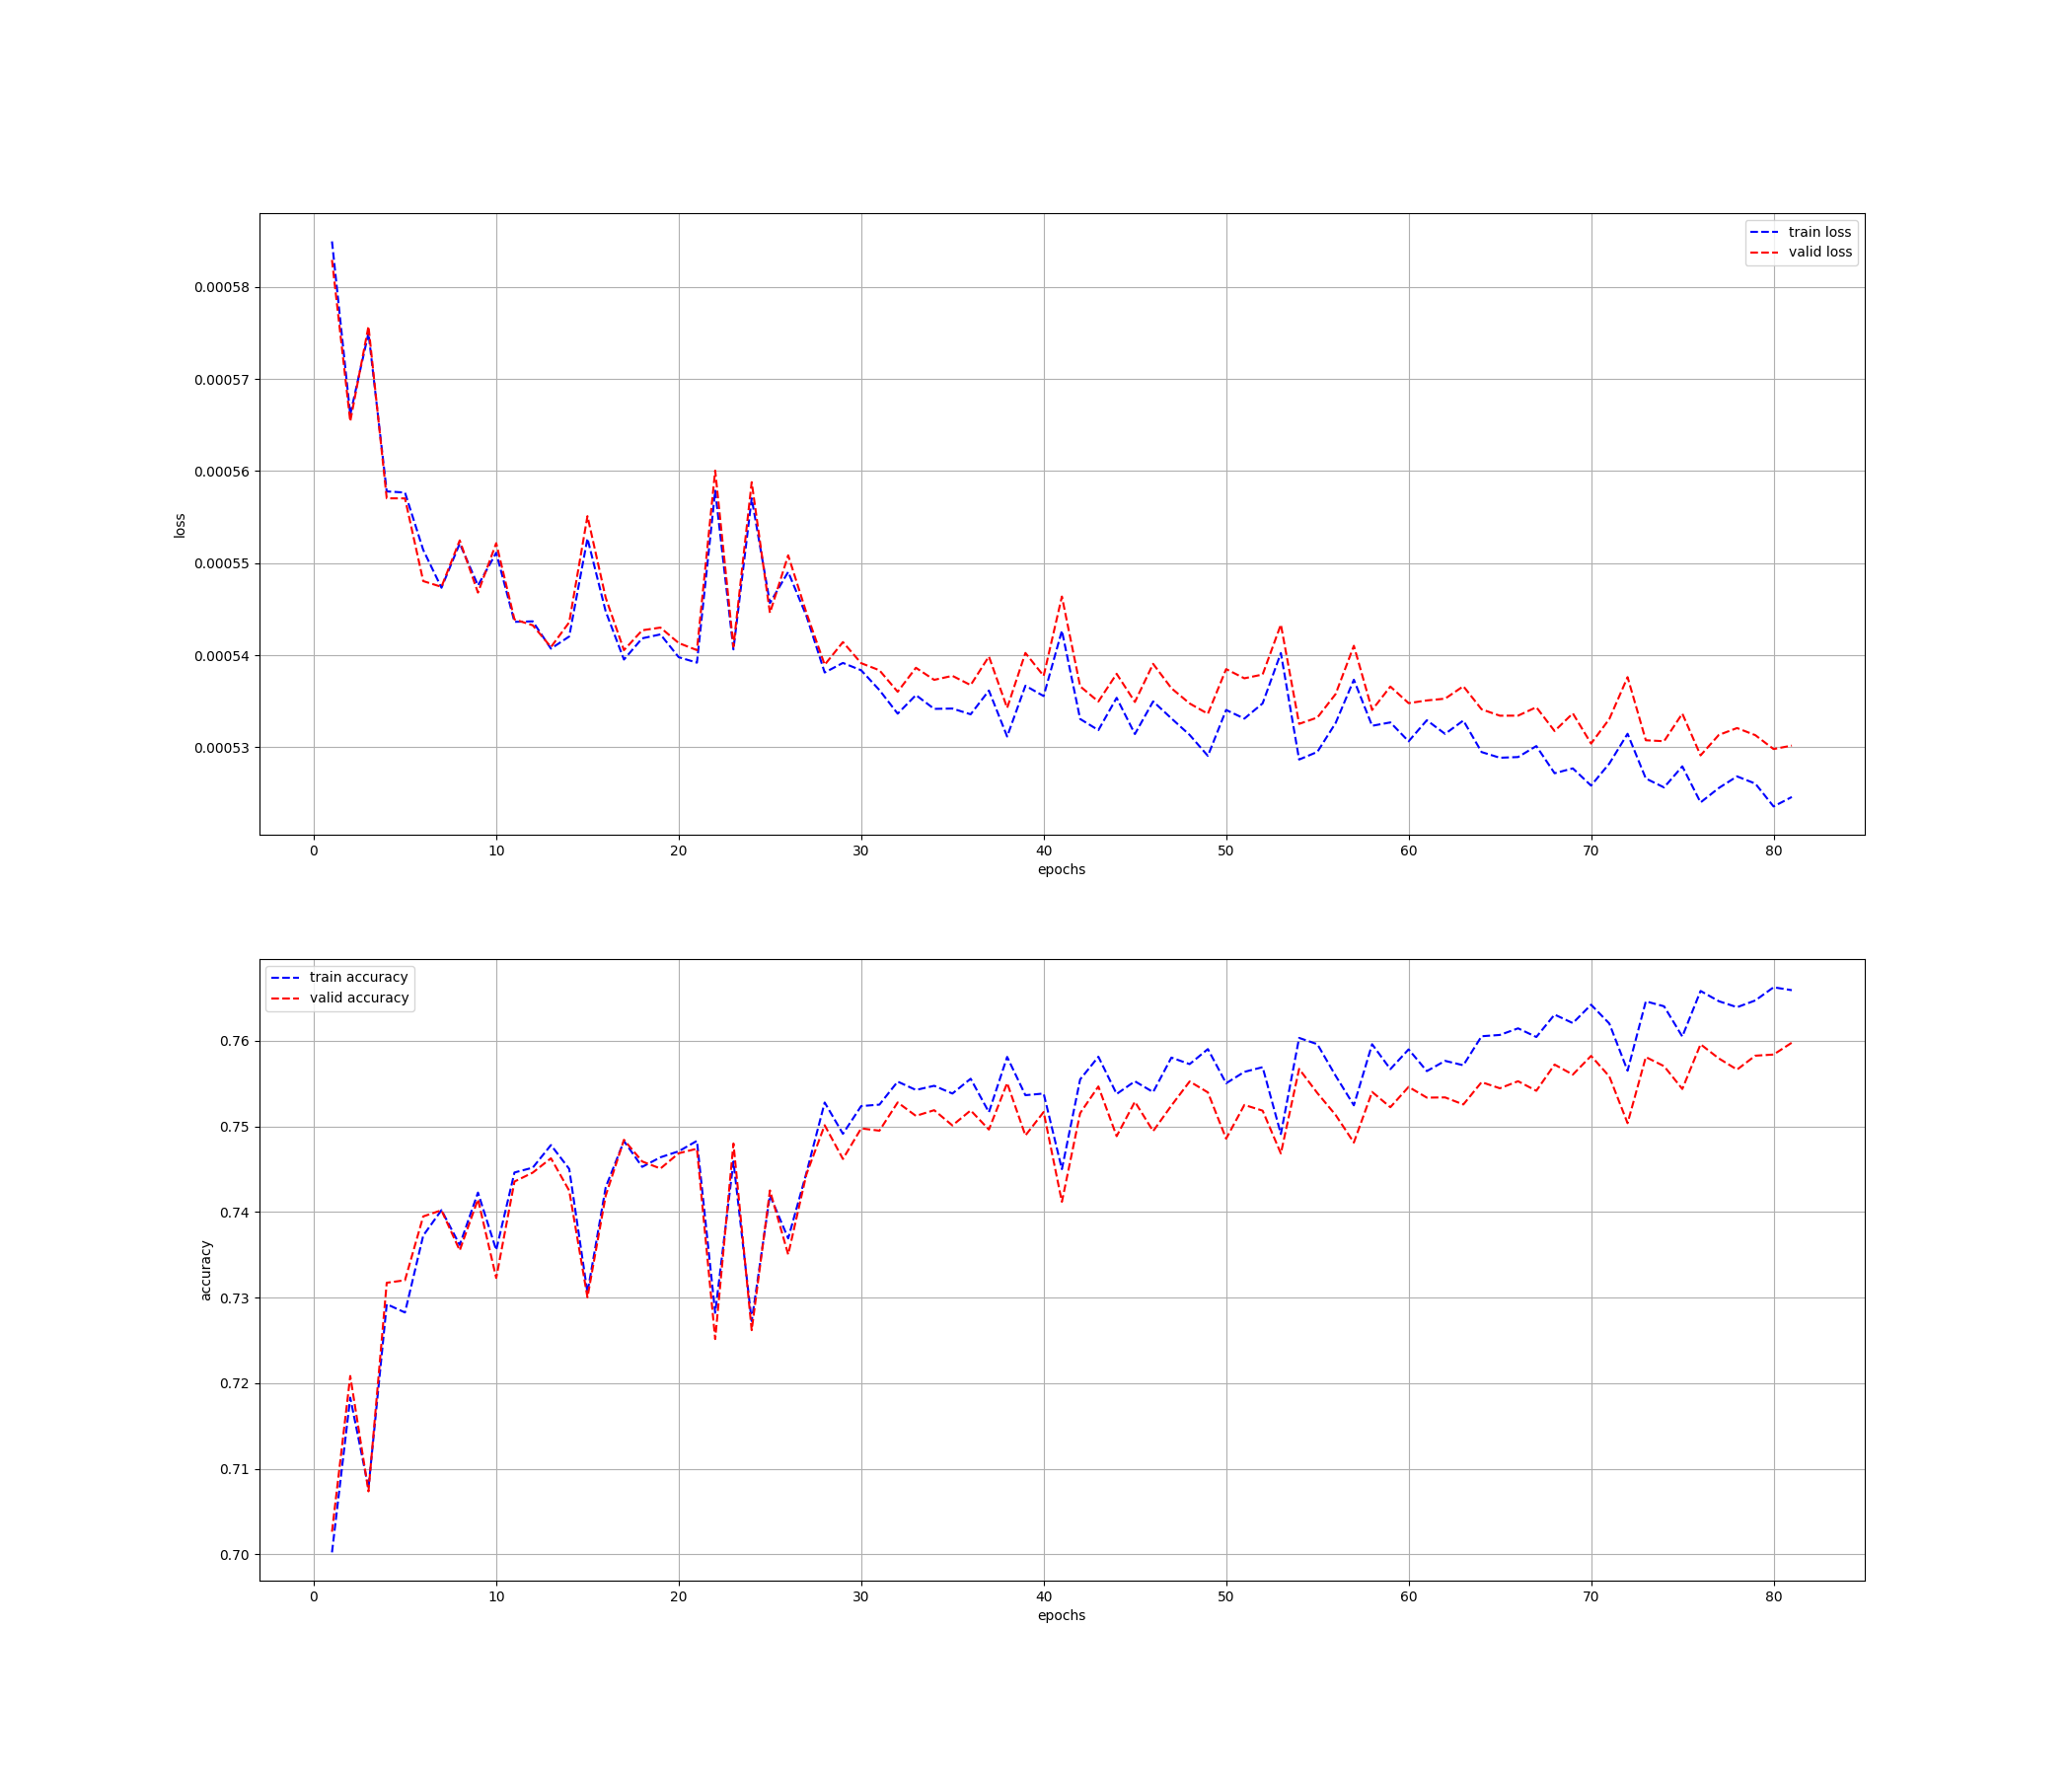 train loss
valid loss
0.00058
0.00057
0.00056
0.00055
0.00054
0.00053
loss
0 10 20 30 40 50 60 70 80
epochs
train accuracy
valid accuracy
0.76
0.75
0.74
0.73
0.72
0.71
0.70
accuracy
0 10 20 30 40 50 60 70 80
epochs